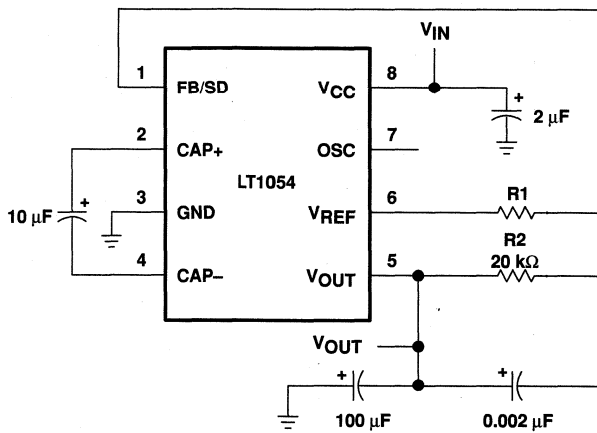 VIN
1 FB/SD VCC 8
+
2 μF
2 CAP+ OSC 7
LT1054
+
10 μF
3 GND VREF 6 R1
4 CAP– VOUT 5 R2
20 kΩ
VOUT
+ +
100 μF 0.002 μF